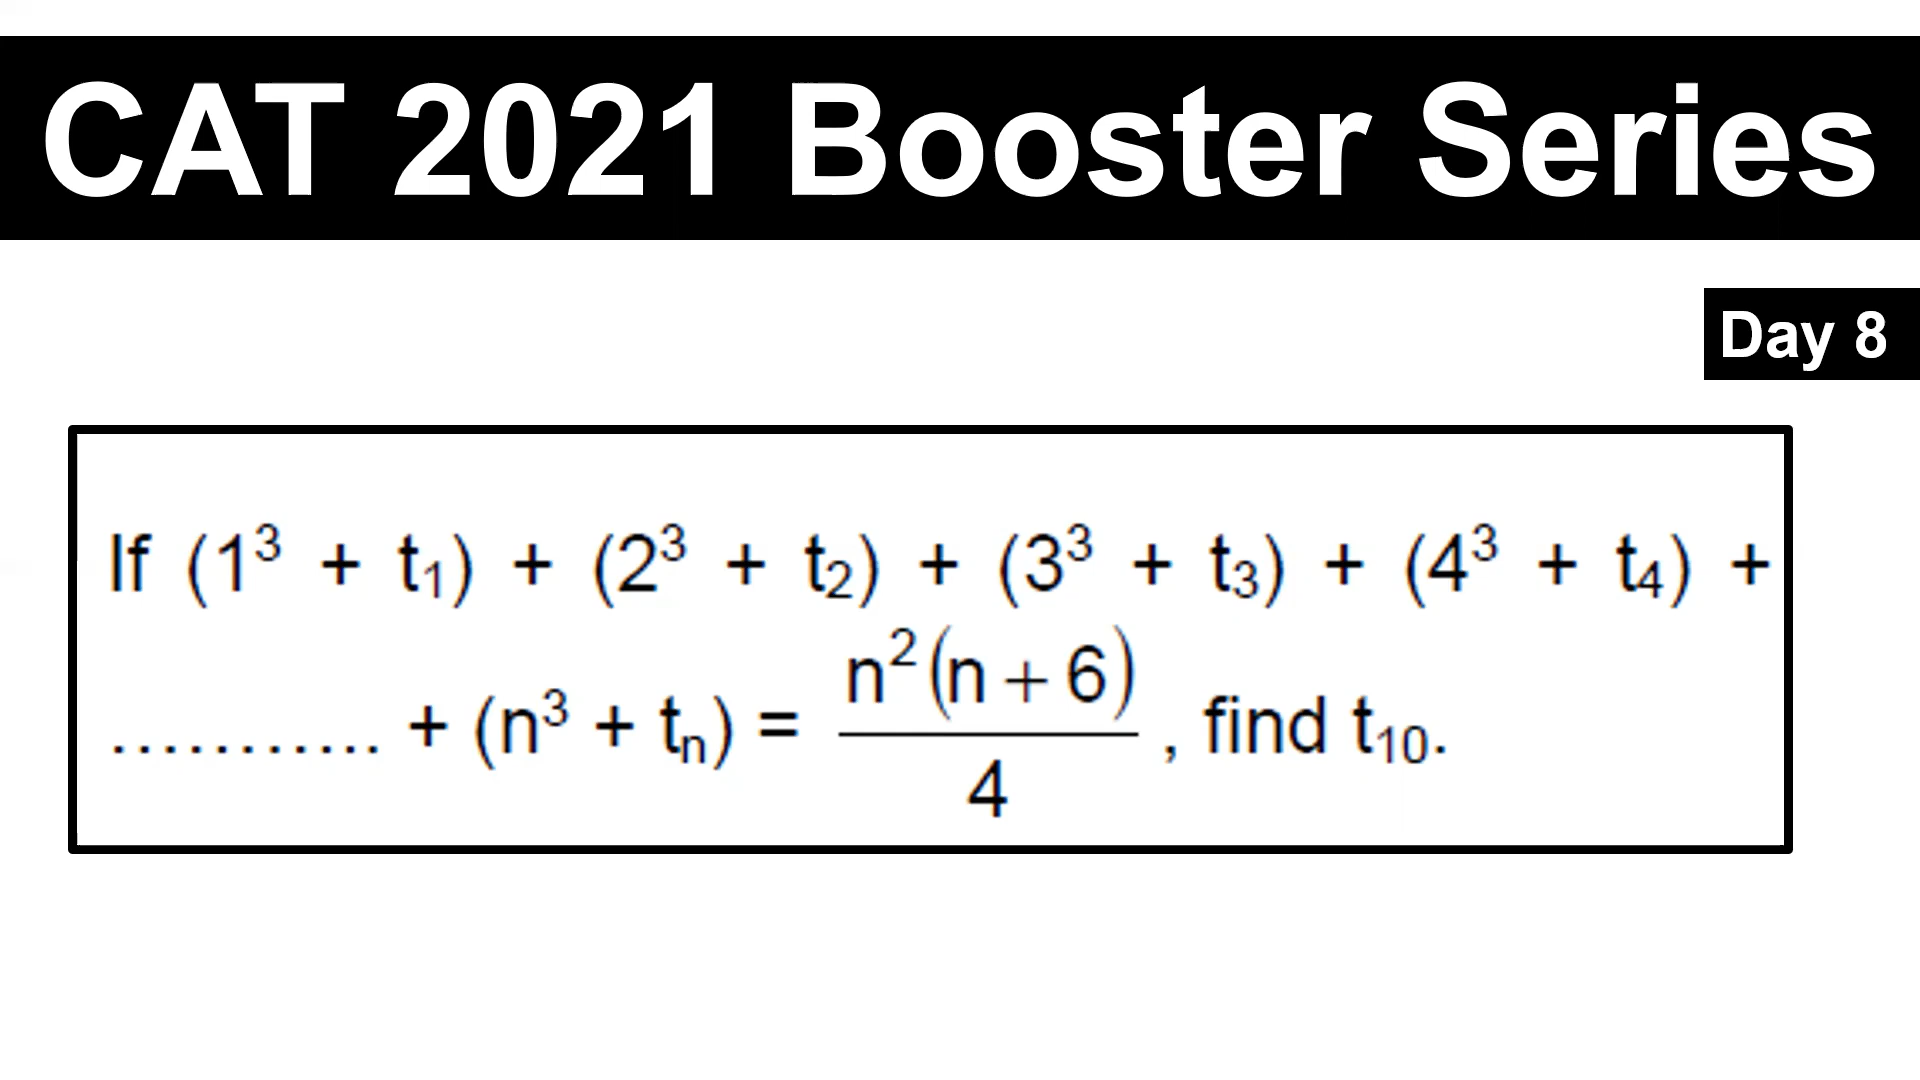 CAT 2021 Booster Series
Day 8
If (1³ + t₁) + (2³ + t₂) + (3³ + t₃) + (4³ + t₄) +
........... + (n³ + tₙ) = n²(n + 6)/4 , find t₁₀.